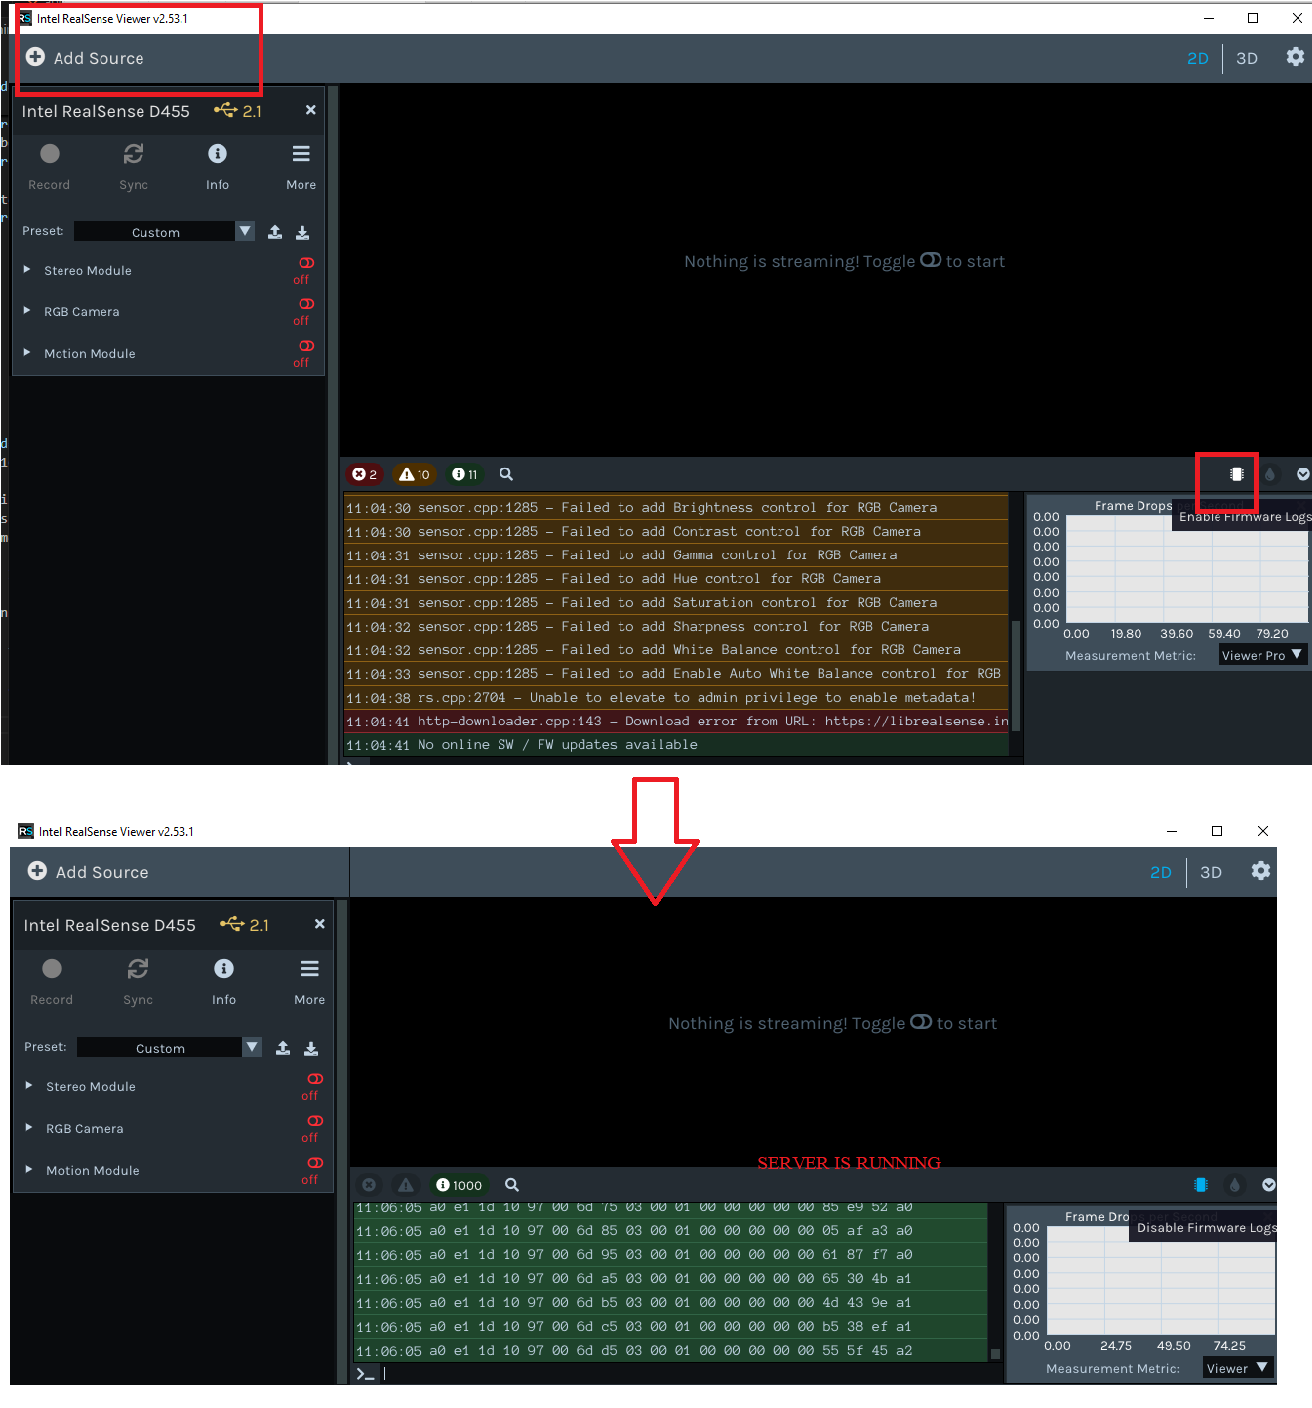 Intel RealSense Viewer v2.53.1
Add Source
2D 3D
Intel RealSense D455 2.1
Record Sync Info More
Preset: Custom
Stereo Module off
RGB Camera off
Motion Module off
Nothing is streaming! Toggle to start
2 10 11
11:04:30 sensor.cpp:1285 - Failed to add Brightness control for RGB Camera
11:04:30 sensor.cpp:1285 - Failed to add Contrast control for RGB Camera
11:04:31 sensor.cpp:1285 - Failed to add Gamma control for RGB Camera
11:04:31 sensor.cpp:1285 - Failed to add Hue control for RGB Camera
11:04:31 sensor.cpp:1285 - Failed to add Saturation control for RGB Camera
11:04:32 sensor.cpp:1285 - Failed to add Sharpness control for RGB Camera
11:04:32 sensor.cpp:1285 - Failed to add White Balance control for RGB Camera
11:04:33 sensor.cpp:1285 - Failed to add Enable Auto White Balance control for RGB
11:04:38 rs.cpp:2704 - Unable to elevate to admin privilege to enable metadata!
11:04:41 http-downloader.cpp:143 - Download error from URL: https://librealsense.in
11:04:41 No online SW / FW updates available
Frame Drops
Enable Firmware Logs
0.00
0.00
0.00
0.00
0.00
0.00
0.00
0.00
0.00 19.80 39.60 59.40 79.20
Measurement Metric: Viewer Pro
Intel RealSense Viewer v2.53.1
Add Source
2D 3D
Intel RealSense D455 2.1
Record Sync Info More
Preset: Custom
Stereo Module off
RGB Camera off
Motion Module off
Nothing is streaming! Toggle to start
SERVER IS RUNNING
1000
11:06:05 a0 e1 1d 10 97 00 6d 75 03 00 01 00 00 00 00 00 85 e9 52 a0
11:06:05 a0 e1 1d 10 97 00 6d 85 03 00 01 00 00 00 00 00 05 af a3 a0
11:06:05 a0 e1 1d 10 97 00 6d 95 03 00 01 00 00 00 00 00 61 87 f7 a0
11:06:05 a0 e1 1d 10 97 00 6d a5 03 00 01 00 00 00 00 00 65 30 4b a1
11:06:05 a0 e1 1d 10 97 00 6d b5 03 00 01 00 00 00 00 00 4d 43 9e a1
11:06:05 a0 e1 1d 10 97 00 6d c5 03 00 01 00 00 00 00 00 b5 38 ef a1
11:06:05 a0 e1 1d 10 97 00 6d d5 03 00 01 00 00 00 00 00 55 5f 45 a2
Frame Drops per Second
Disable Firmware Logs
0.00
0.00
0.00
0.00
0.00
0.00
0.00
0.00
0.00 24.75 49.50 74.25
Measurement Metric: Viewer